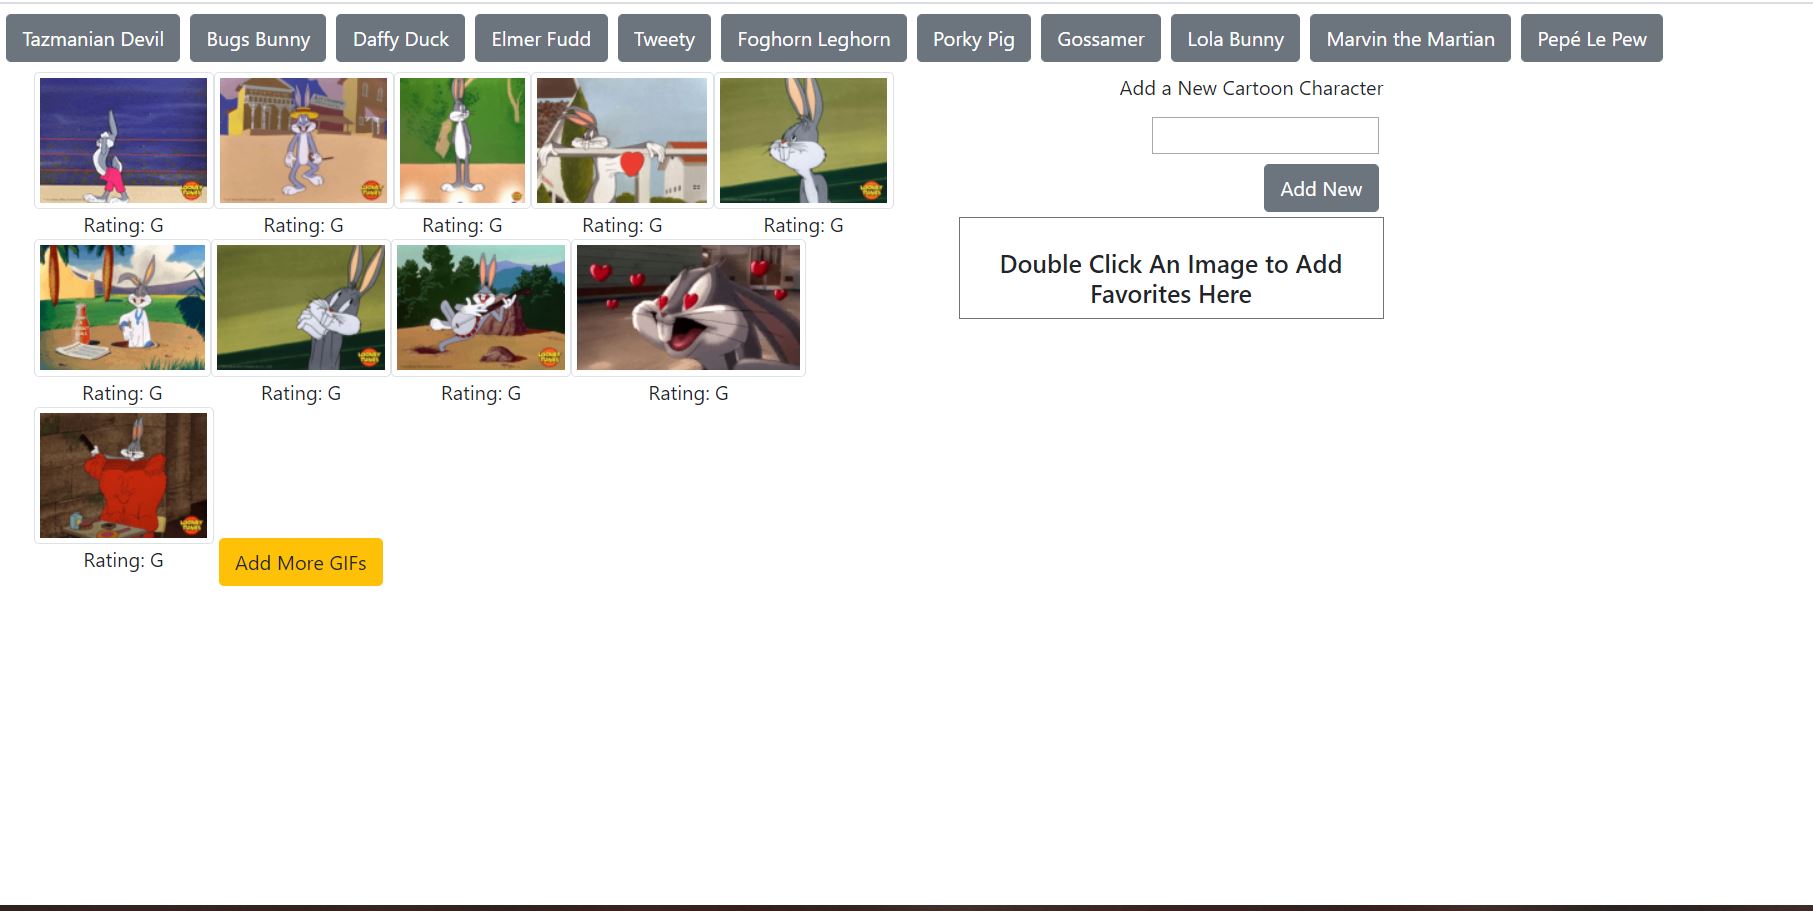 Tazmanian Devil Bugs Bunny Daffy Duck Elmer Fudd Tweety Foghorn Leghorn Porky Pig Gossamer Lola Bunny Marvin the Martian Pepé Le Pew
Rating: G Rating: G Rating: G Rating: G Rating: G
Rating: G Rating: G Rating: G Rating: G
Rating: G
Add More GIFs
Add a New Cartoon Character
Add New
Double Click An Image to Add
Favorites Here